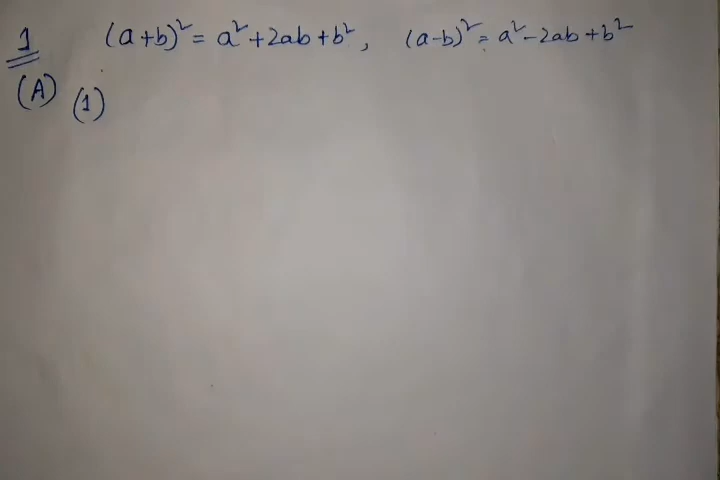 1 (a+b)² = a² + 2ab + b², (a-b)² = a² - 2ab + b²
(A) (1)